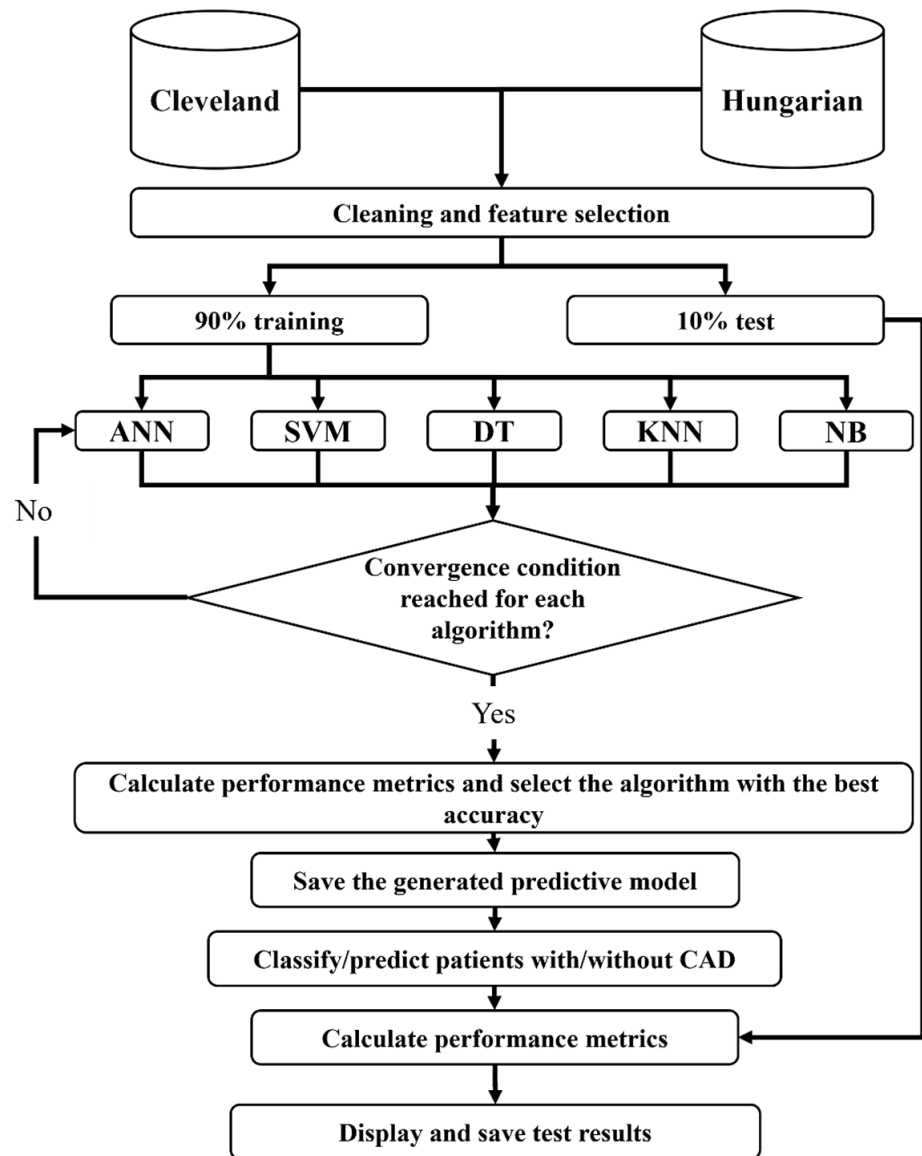 Cleveland
Hungarian
Cleaning and feature selection
90% training
10% test
ANN
SVM
DT
KNN
NB
No
Convergence condition
reached for each
algorithm?
Yes
Calculate performance metrics and select the algorithm with the best
accuracy
Save the generated predictive model
Classify/predict patients with/without CAD
Calculate performance metrics
Display and save test results